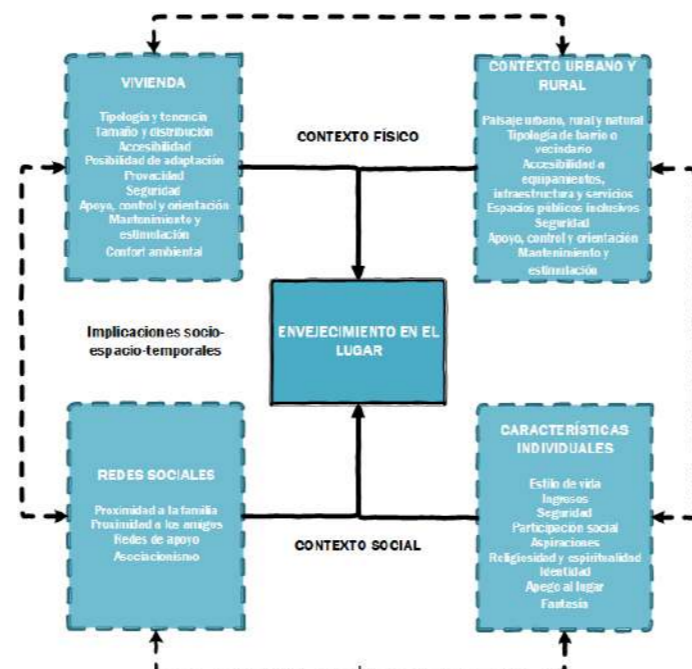 VIVIENDA
Tipología y tenencia
Tamaño y distribución
Accesibilidad
Posibilidad de adaptación
Provacidad
Seguridad
Apoyo, control y orientación
Mantenimiento y
estimulación
Confort ambiental
CONTEXTO FÍSICO
CONTEXTO URBANO Y
RURAL
Paisaje urbano, rural y natural
Tipología de barrio o
vecindario
Accesibilidad a
equipamientos,
infraestructura y servicios
Espacios públicos inclusivos
Seguridad
Apoyo, control y orientación
Mantenimiento y
estimulación
Implicaciones socio-
espacio-temporales
ENVEJECIMIENTO EN EL
LUGAR
REDES SOCIALES
Proximidad a la familia
Proximidad a los amigos
Redes de apoyo
Asociacionismo
CONTEXTO SOCIAL
CARACTERÍSTICAS
INDIVIDUALES
Estilo de vida
Ingresos
Seguridad
Participación social
Aspiraciones
Religiosidad y espiritualidad
Identidad
Apego al lugar
Fantasía